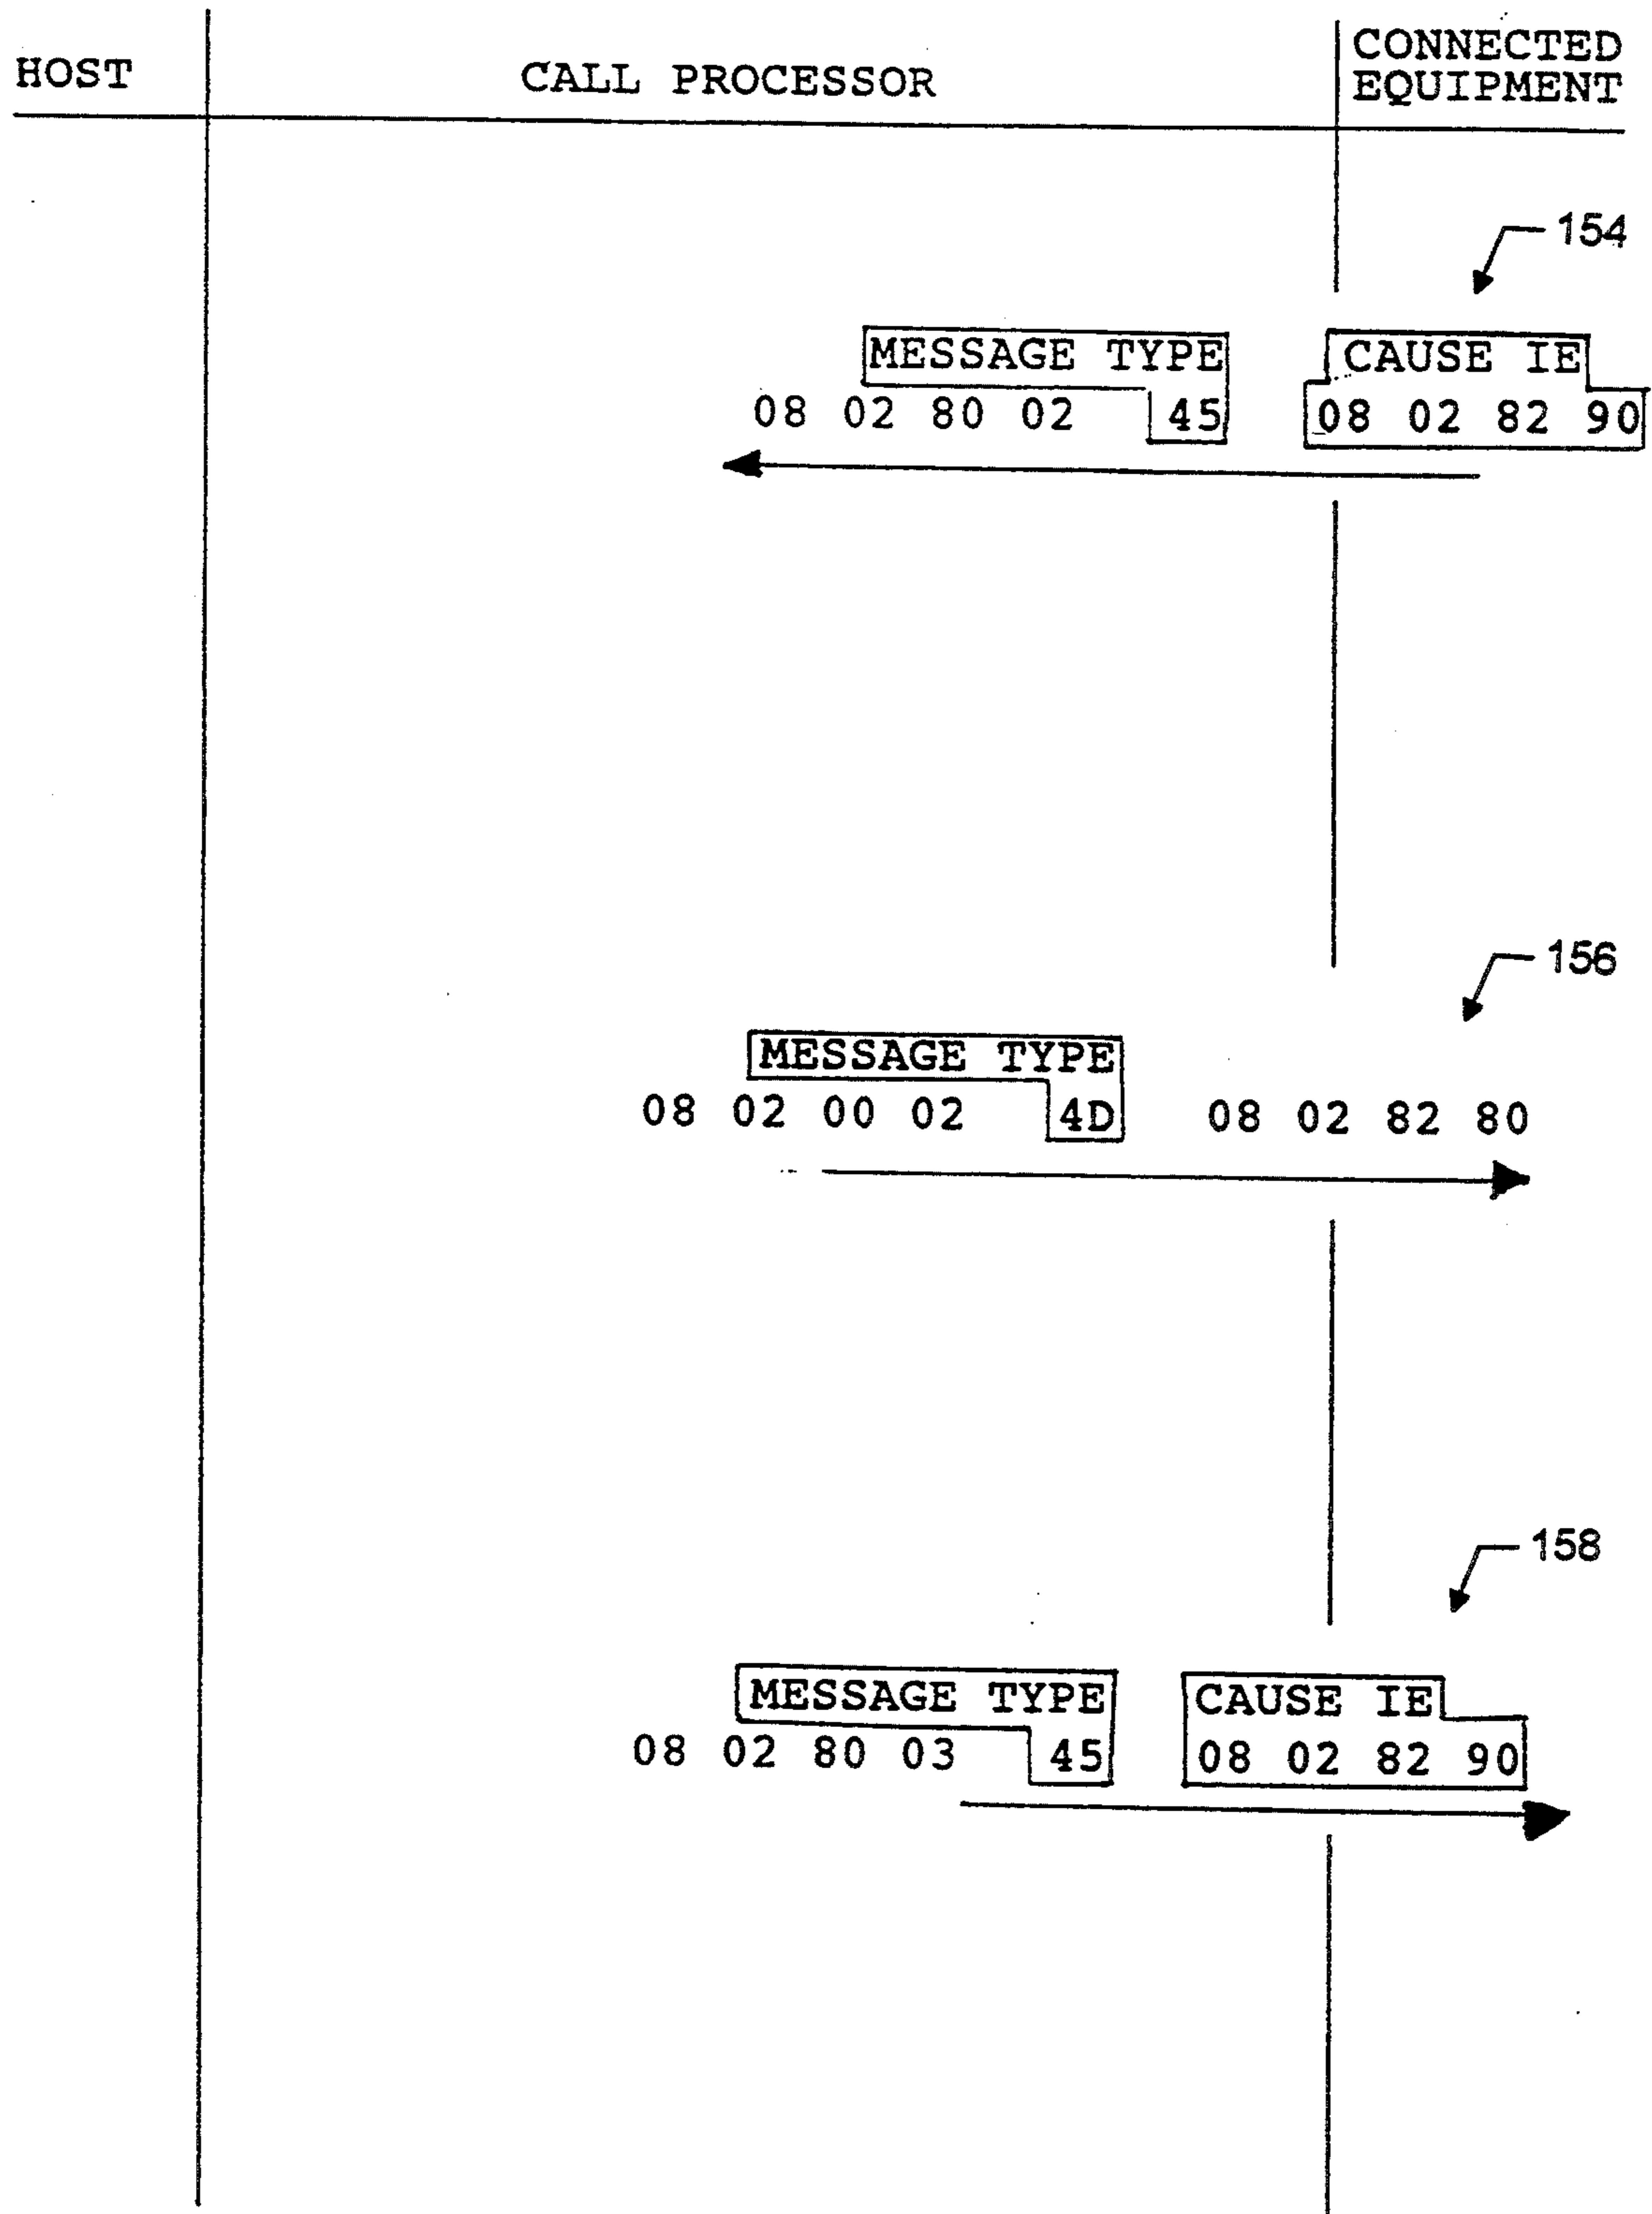 HOST
CALL PROCESSOR
CONNECTED
EQUIPMENT
154
MESSAGE TYPE
CAUSE IE
08 02 80 02 45
08 02 82 90
156
MESSAGE TYPE
08 02 00 02 4D
08 02 82 80
158
MESSAGE TYPE
CAUSE IE
08 02 80 03 45
08 02 82 90